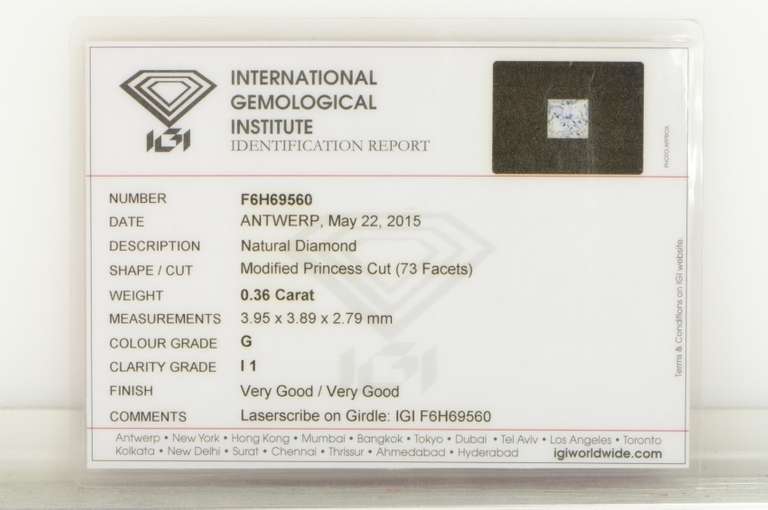 IGI
INTERNATIONAL
GEMOLOGICAL
INSTITUTE
IDENTIFICATION REPORT
PHOTO APPROX
NUMBER F6H69560
DATE ANTWERP, May 22, 2015
DESCRIPTION Natural Diamond
SHAPE / CUT Modified Princess Cut (73 Facets)
WEIGHT 0.36 Carat
MEASUREMENTS 3.95 x 3.89 x 2.79 mm
COLOUR GRADE G
CLARITY GRADE I 1
FINISH Very Good / Very Good
COMMENTS Laserscribe on Girdle: IGI F6H69560
IGI
Terms & Conditions on IGI website
Antwerp • New York • Hong Kong • Mumbai • Bangkok • Tokyo • Dubai • Tel Aviv • Los Angeles • Toronto
Kolkata • New Delhi • Surat • Chennai • Thrissur • Ahmedabad • Hyderabad igiworldwide.com